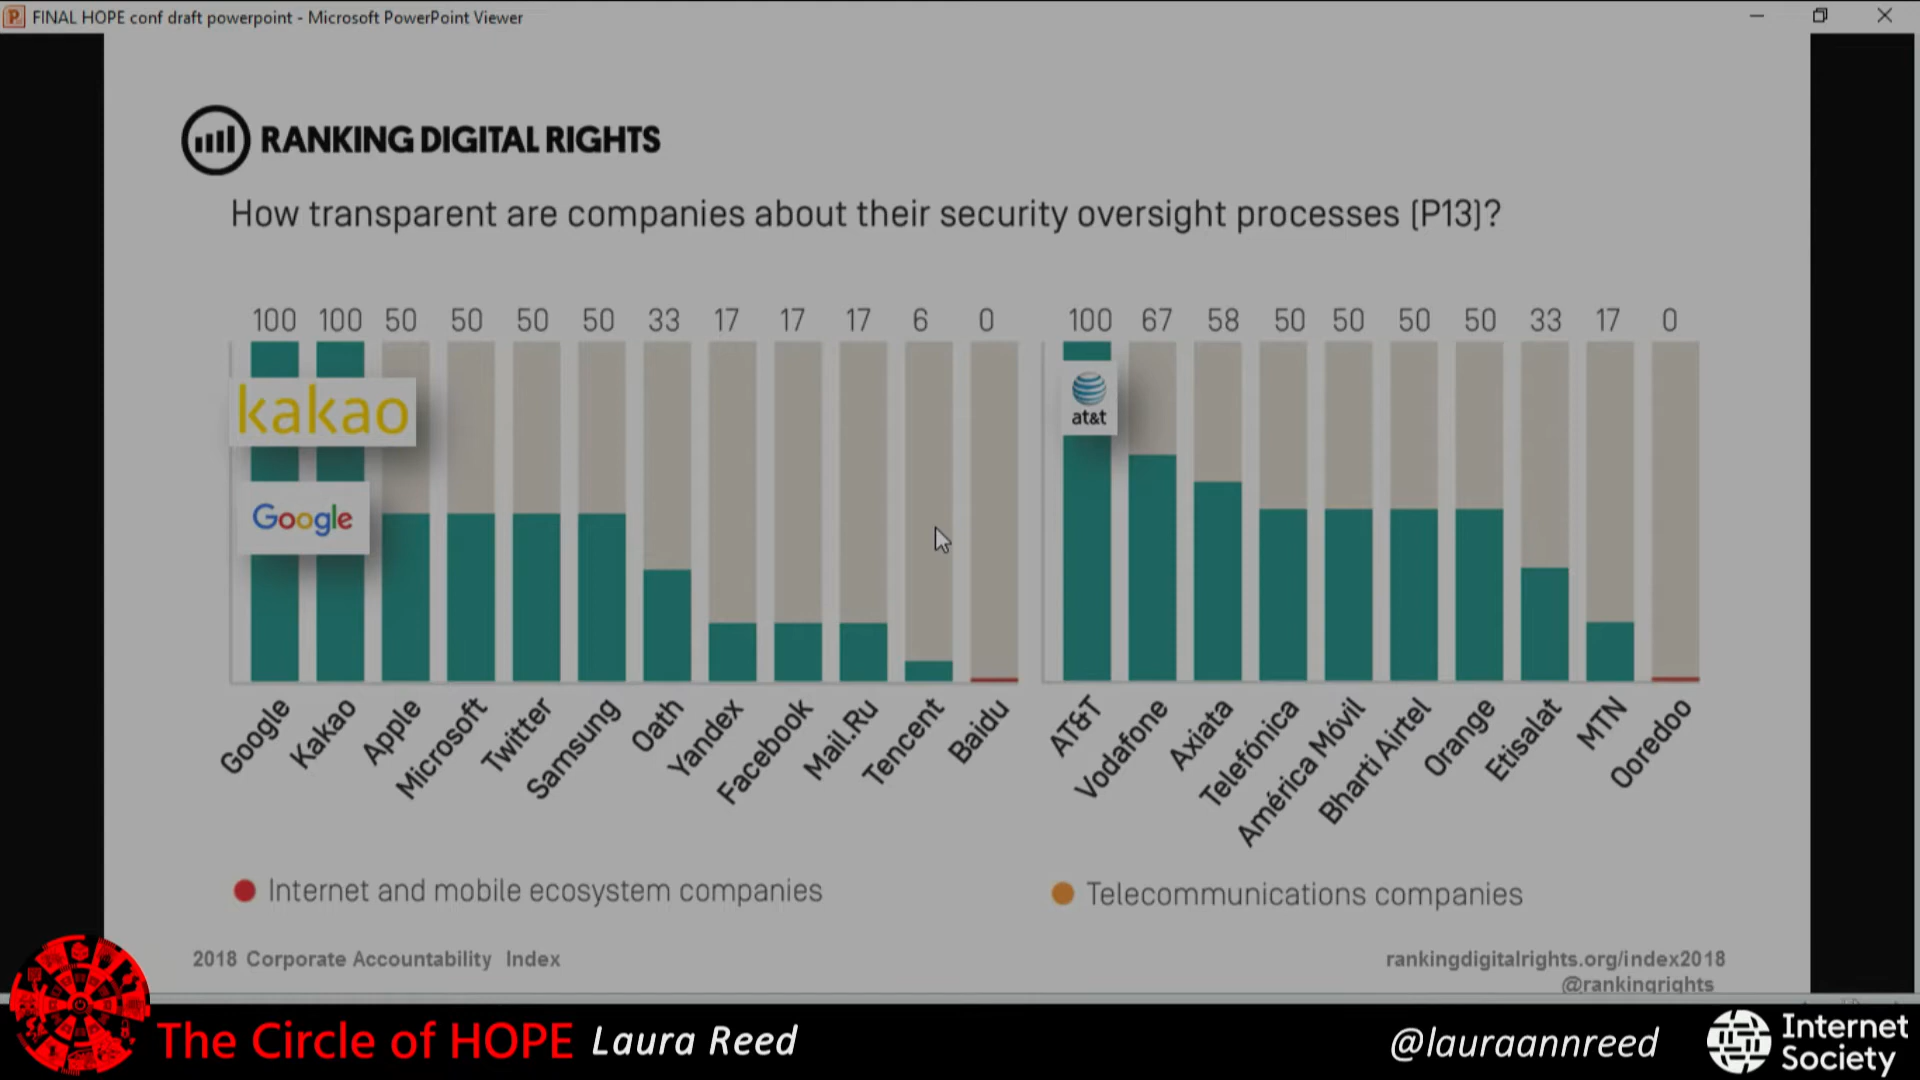 FINAL HOPE conf draft powerpoint - Microsoft PowerPoint Viewer
RANKING DIGITAL RIGHTS
How transparent are companies about their security oversight processes (P13)?
100 100 50 50 50 50 33 17 17 17 6 0
100 67 58 50 50 50 50 33 17 0
kakao
Google
at&t
Google Kakao Apple Microsoft Twitter Samsung Oath Yandex Facebook Mail.Ru Tencent Baidu
AT&T Vodafone Axiata Telefónica América Móvil Bharti Airtel Orange Etisalat MTN Ooredoo
Internet and mobile ecosystem companies
Telecommunications companies
2018 Corporate Accountability Index
rankingdigitalrights.org/index2018
@rankingrights
The Circle of HOPE Laura Reed
@lauraannreed
Internet
Society